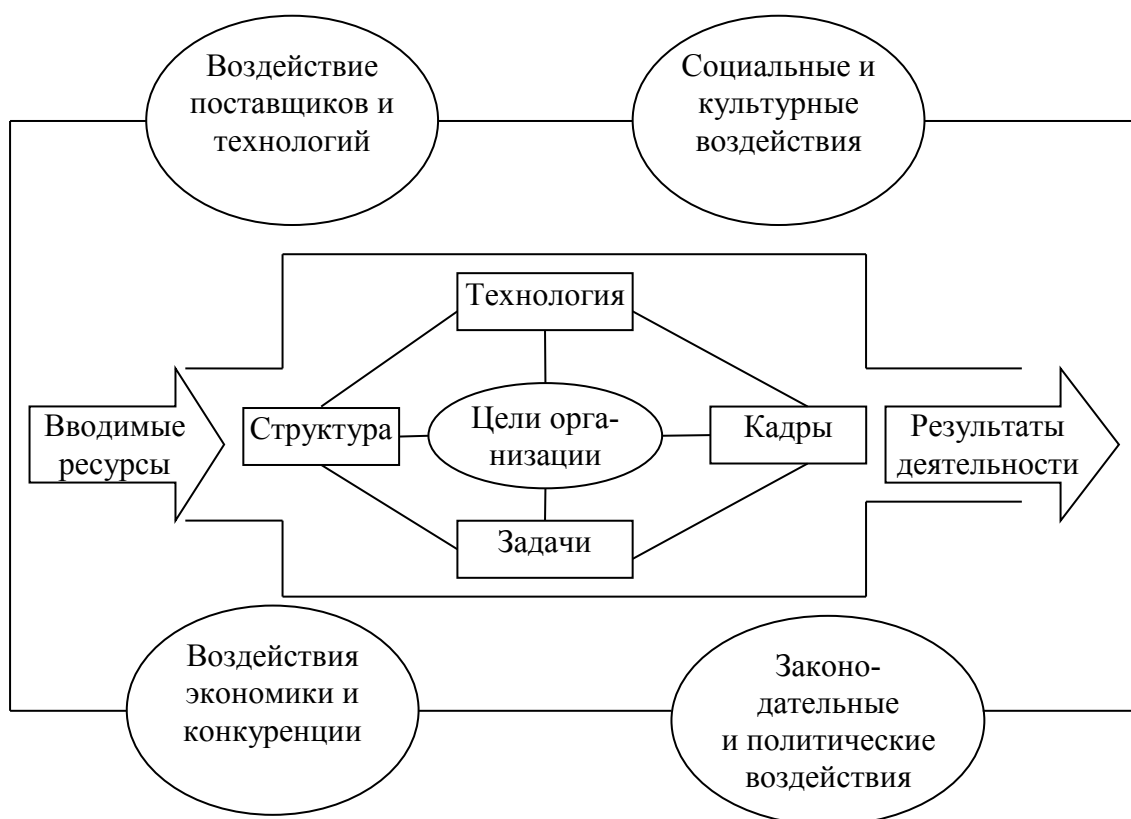 Воздействие
поставщиков и
технологий
Социальные и
культурные
воздействия
Технология
Вводимые
ресурсы
Структура
Цели орга-
низации
Кадры
Результаты
деятельности
Задачи
Воздействия
экономики и
конкуренции
Законо-
дательные
и политические
воздействия